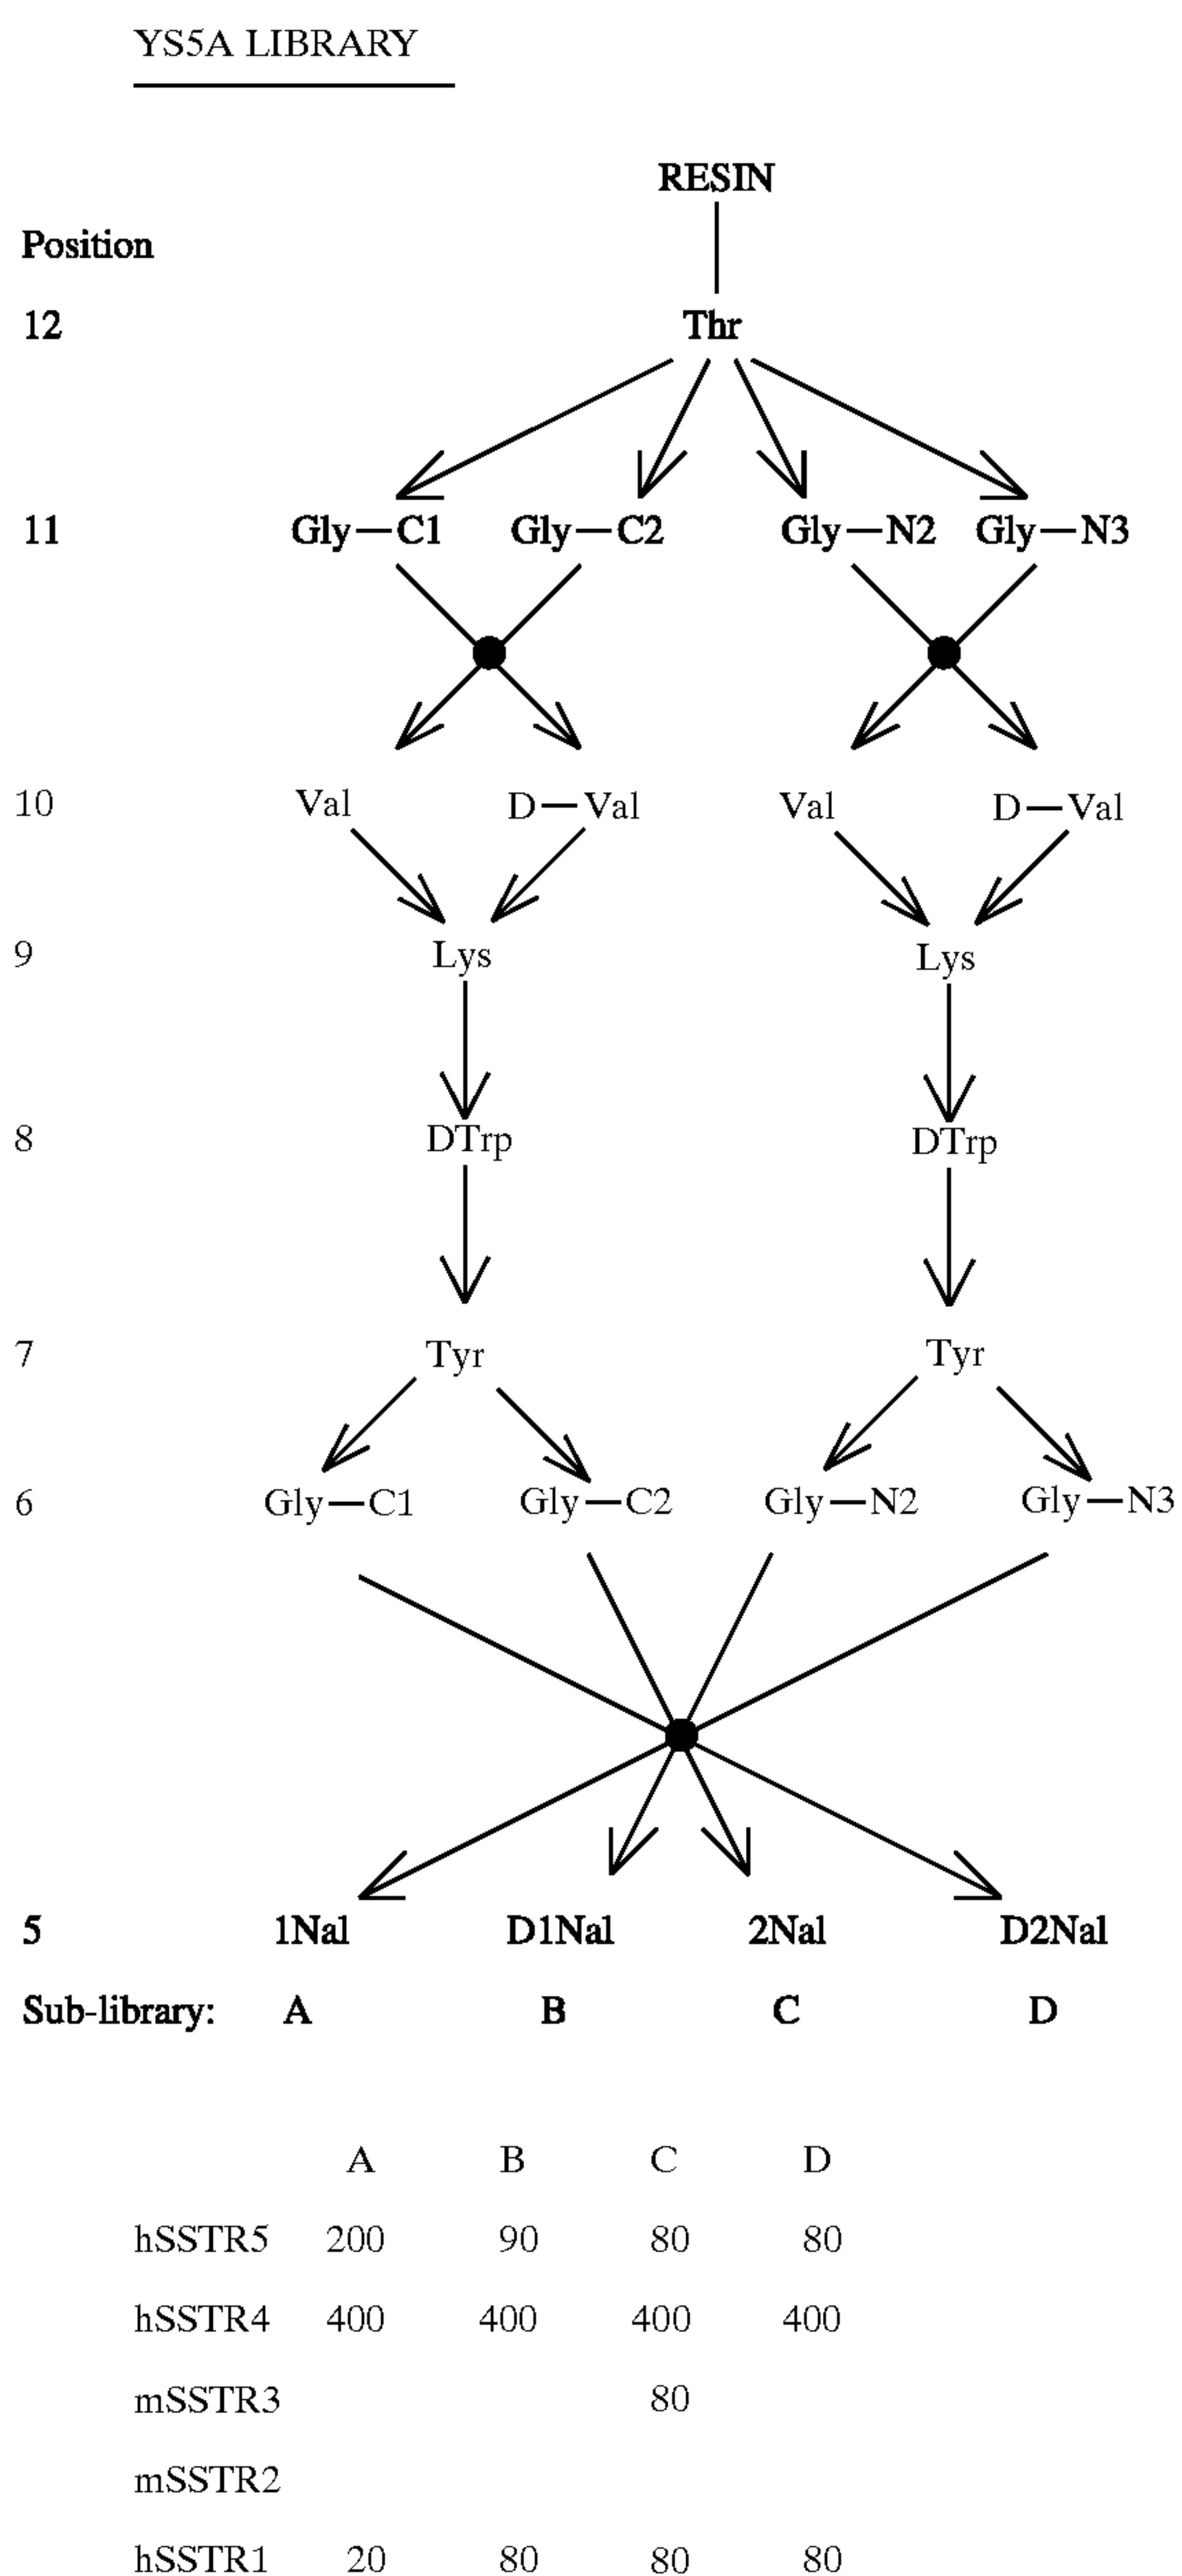 YS5A LIBRARY
RESIN
Position
12 Thr
11 Gly—C1 Gly—C2 Gly—N2 Gly—N3
10 Val D—Val Val D—Val
9 Lys Lys
8 DTrp DTrp
7 Tyr Tyr
6 Gly—C1 Gly—C2 Gly—N2 Gly—N3
5 1Nal D1Nal 2Nal D2Nal
Sub-library: A B C D
A B C D
hSSTR5 200 90 80 80
hSSTR4 400 400 400 400
mSSTR3 80
mSSTR2
hSSTR1 20 80 80 80